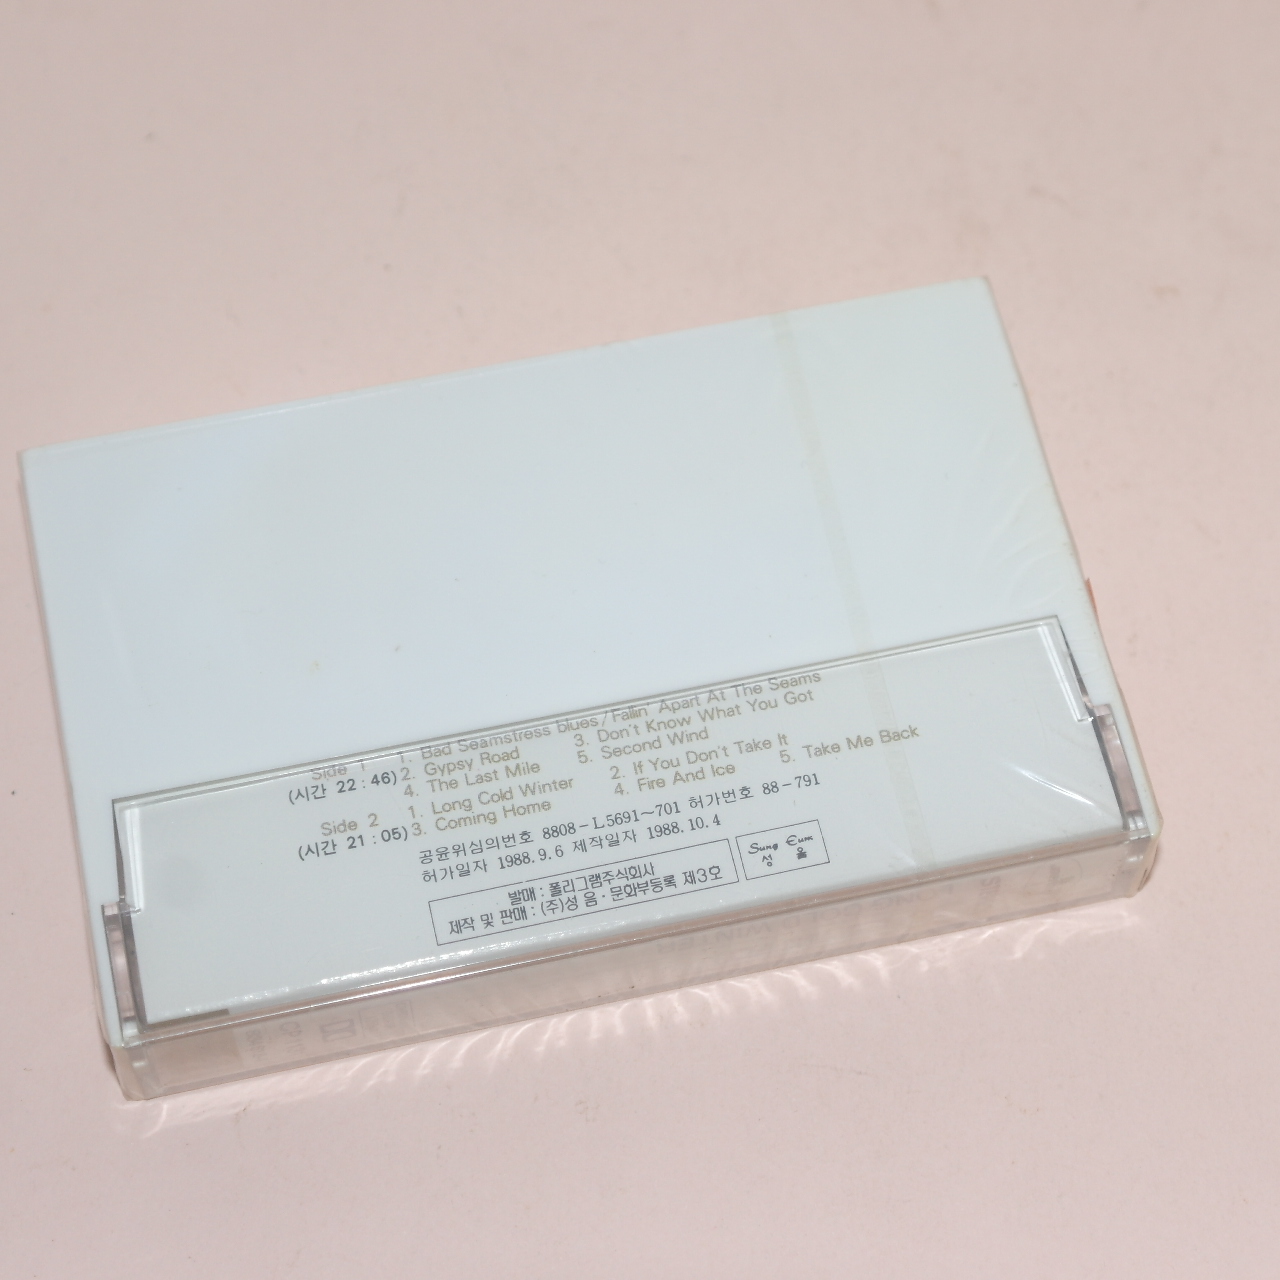 Side 1 1. Bad Seamstress blues/Fallin' Apart At The Seams
(시간 22 : 46) 2. Gypsy Road 3. Don't Know What You Got
4. The Last Mile 5. Second Wind
Side 2 1. Long Cold Winter 2. If You Don't Take It
(시간 21 : 05) 3. Coming Home 4. Fire And Ice 5. Take Me Back
공윤위심의번호 8808-L5691~701 허가번호 88-791
허가일자 1988.9.6 제작일자 1988.10.4
발매 : 폴리그램주식회사
제작 및 판매 : (주)성 음 · 문화부등록 제3호
Sung Eum
성 음